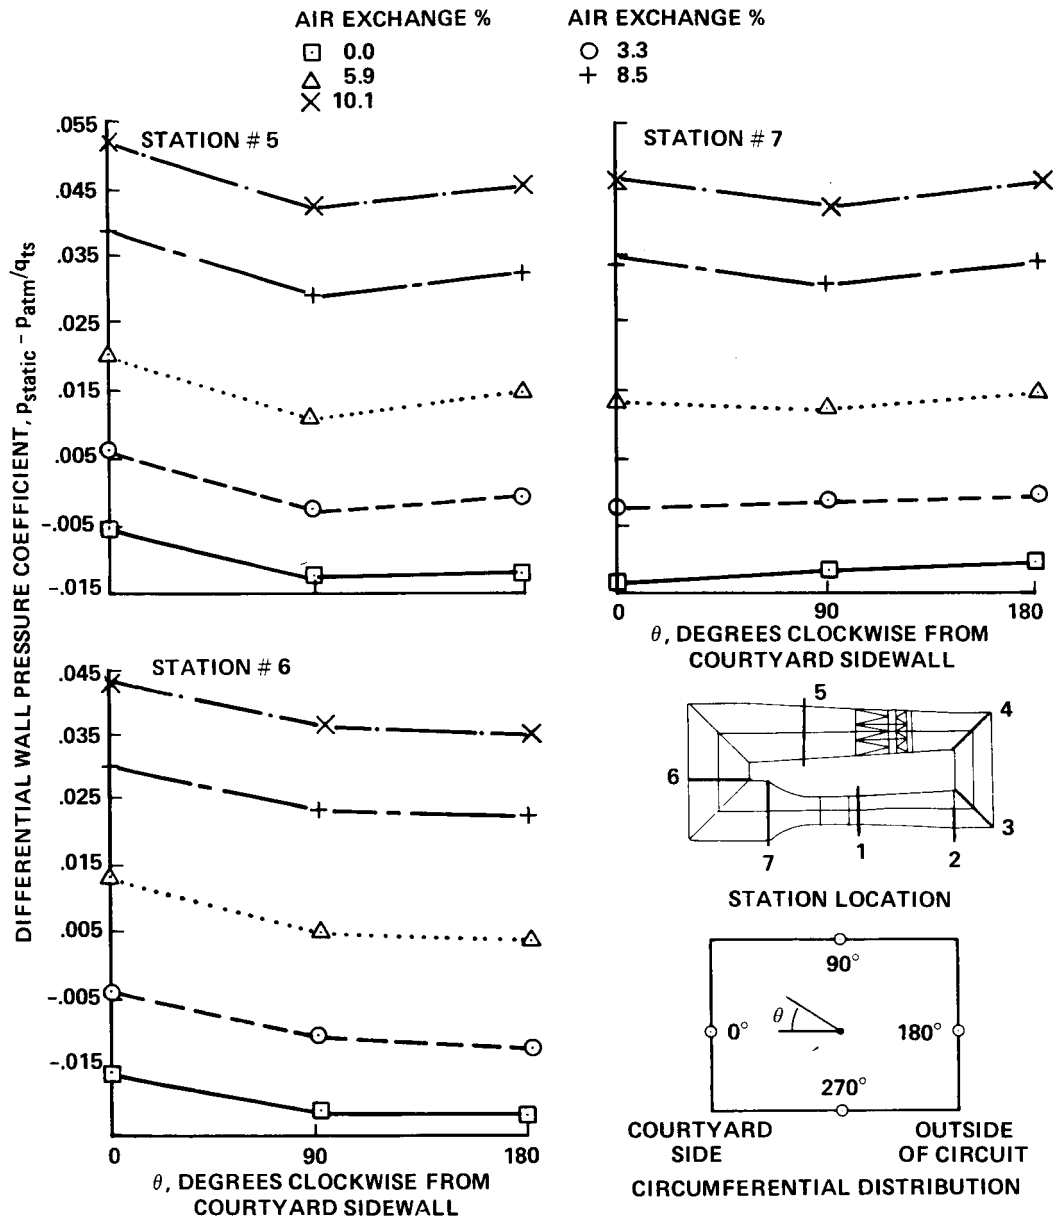 AIR EXCHANGE % AIR EXCHANGE %
0.0 3.3
5.9 8.5
10.1
DIFFERENTIAL WALL PRESSURE COEFFICIENT, pstatic – patm/qts
STATION # 5
.055
.045
.035
.025
.015
.005
–.005
–.015
STATION # 7
0 90 180
θ, DEGREES CLOCKWISE FROM
COURTYARD SIDEWALL
STATION # 6
.045
.035
.025
.015
.005
–.005
–.015
0 90 180
θ, DEGREES CLOCKWISE FROM
COURTYARD SIDEWALL
5
4
6
3
7 1 2
STATION LOCATION
90°
θ
0° 180°
270°
COURTYARD OUTSIDE
SIDE OF CIRCUIT
CIRCUMFERENTIAL DISTRIBUTION